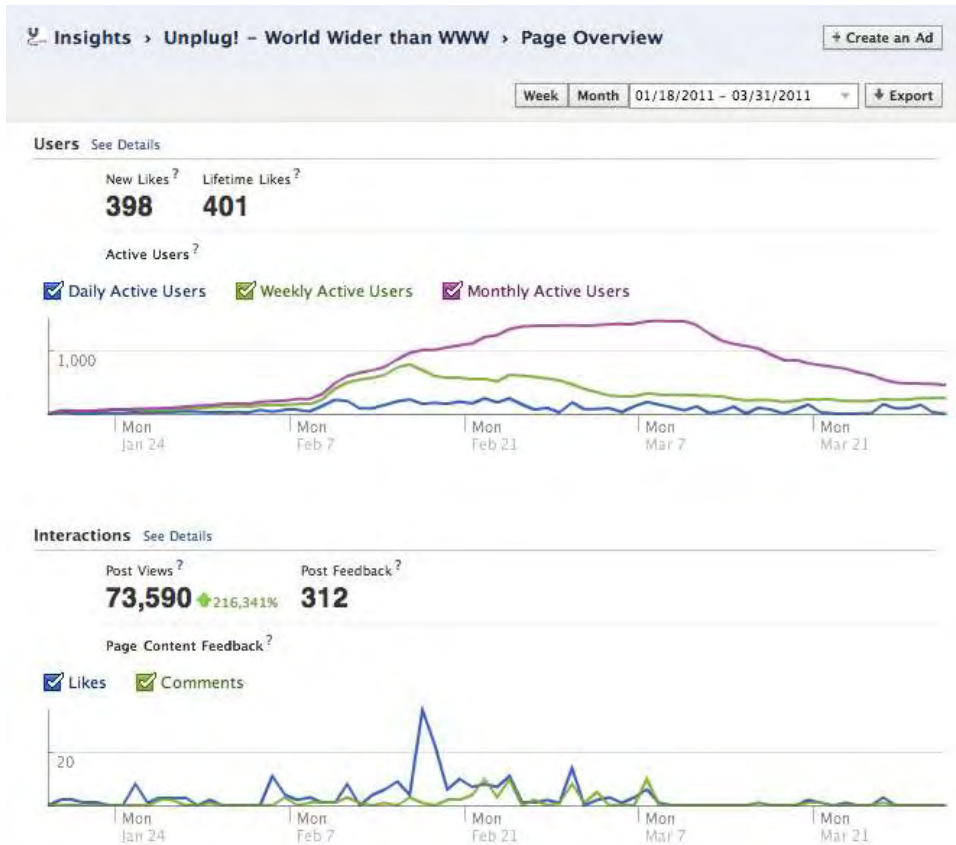 Insights › Unplug! – World Wider than WWW › Page Overview
+ Create an Ad
Week Month 01/18/2011 – 03/31/2011 Export
Users See Details
New Likes? Lifetime Likes?
398 401
Active Users?
Daily Active Users Weekly Active Users Monthly Active Users
1,000
Mon Mon Mon Mon Mon
Jan 24 Feb 7 Feb 21 Mar 7 Mar 21
Interactions See Details
Post Views? Post Feedback?
73,590 216,341% 312
Page Content Feedback?
Likes Comments
20
Mon Mon Mon Mon Mon
Jan 24 Feb 7 Feb 21 Mar 7 Mar 21